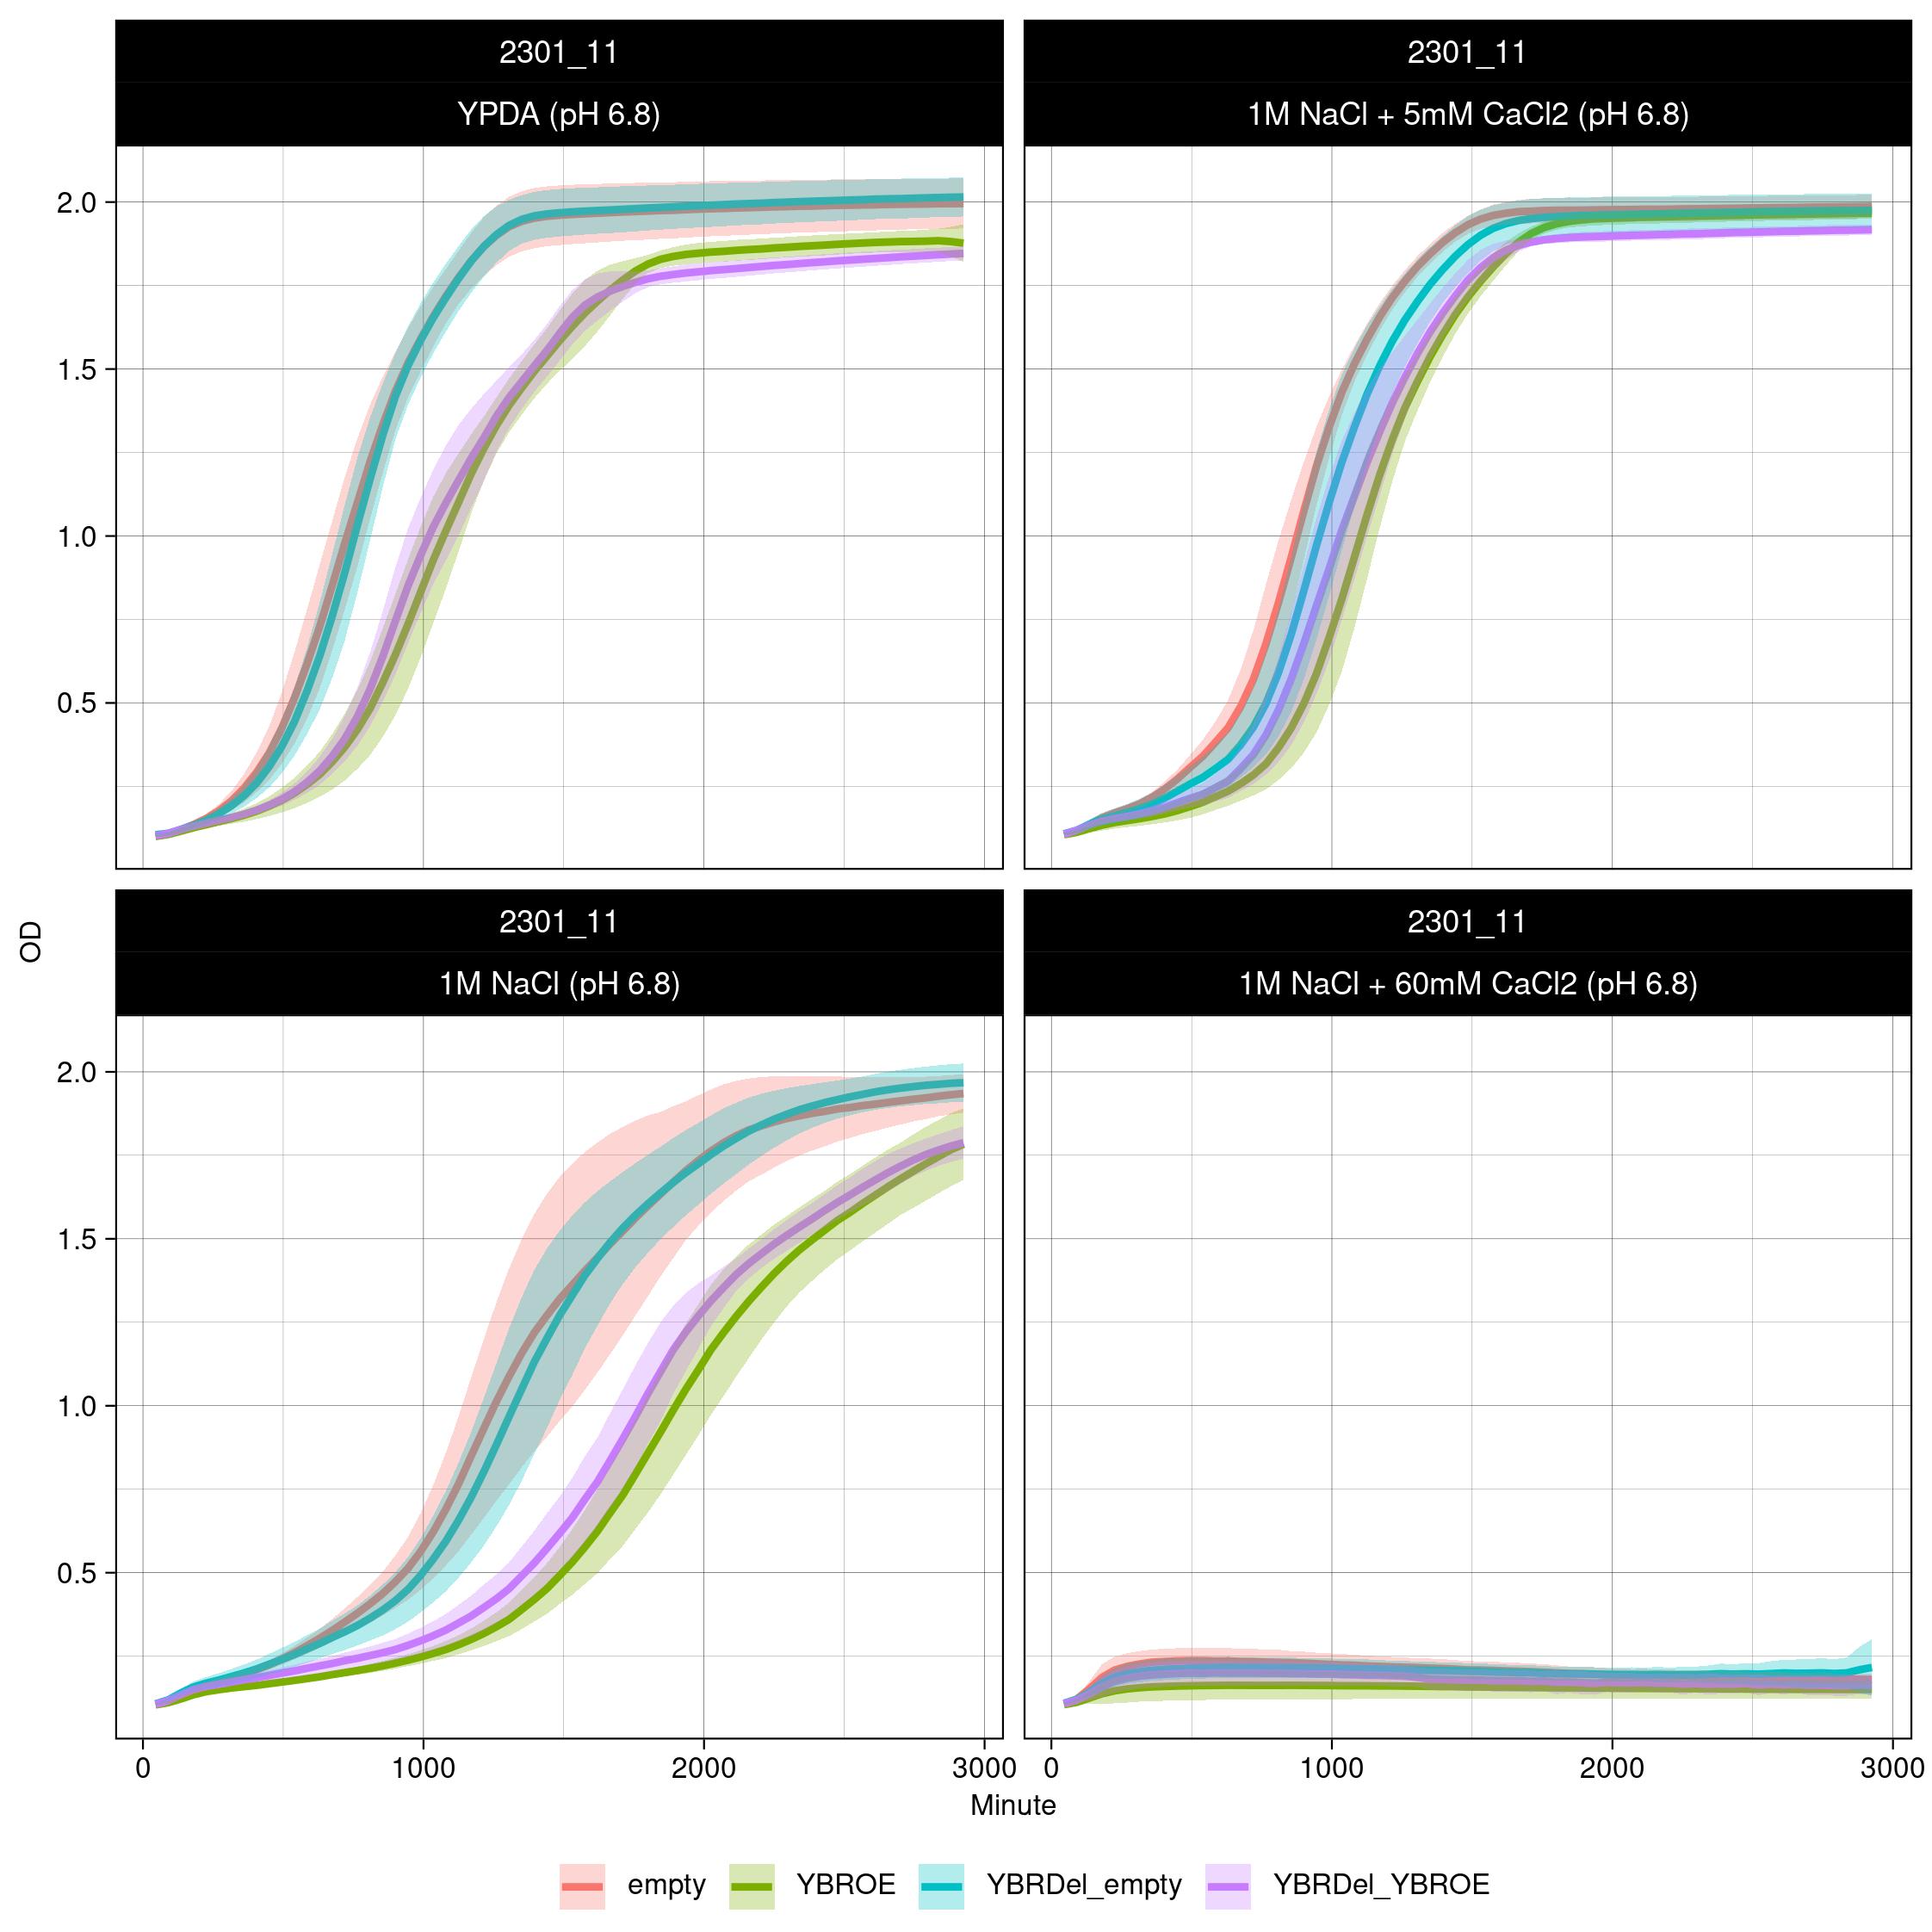 2301_11
YPDA (pH 6.8)
2301_11
1M NaCl + 5mM CaCl2 (pH 6.8)
2.0
1.5
1.0
0.5
2301_11
1M NaCl (pH 6.8)
2301_11
1M NaCl + 60mM CaCl2 (pH 6.8)
2.0
1.5
1.0
0.5
OD
0 1000 2000 3000
0 1000 2000 3000
Minute
empty YBROE YBRDel_empty YBRDel_YBROE